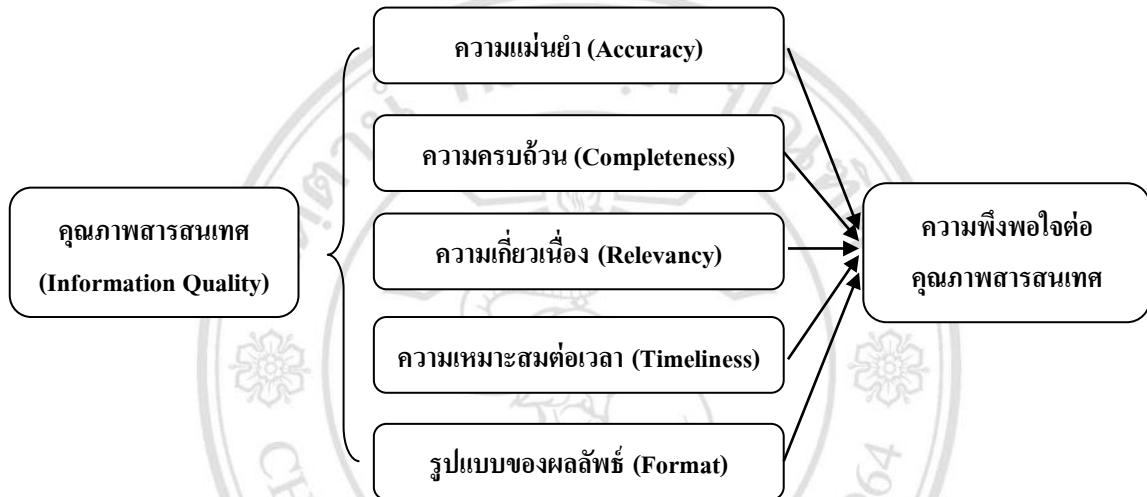 ความแม่นยำ (Accuracy)
ความครบถ้วน (Completeness)
คุณภาพสารสนเทศ
(Information Quality)
ความเกี่ยวเนื่อง (Relevancy)
ความพึงพอใจต่อ
คุณภาพสารสนเทศ
ความเหมาะสมต่อเวลา (Timeliness)
รูปแบบของผลลัพธ์ (Format)